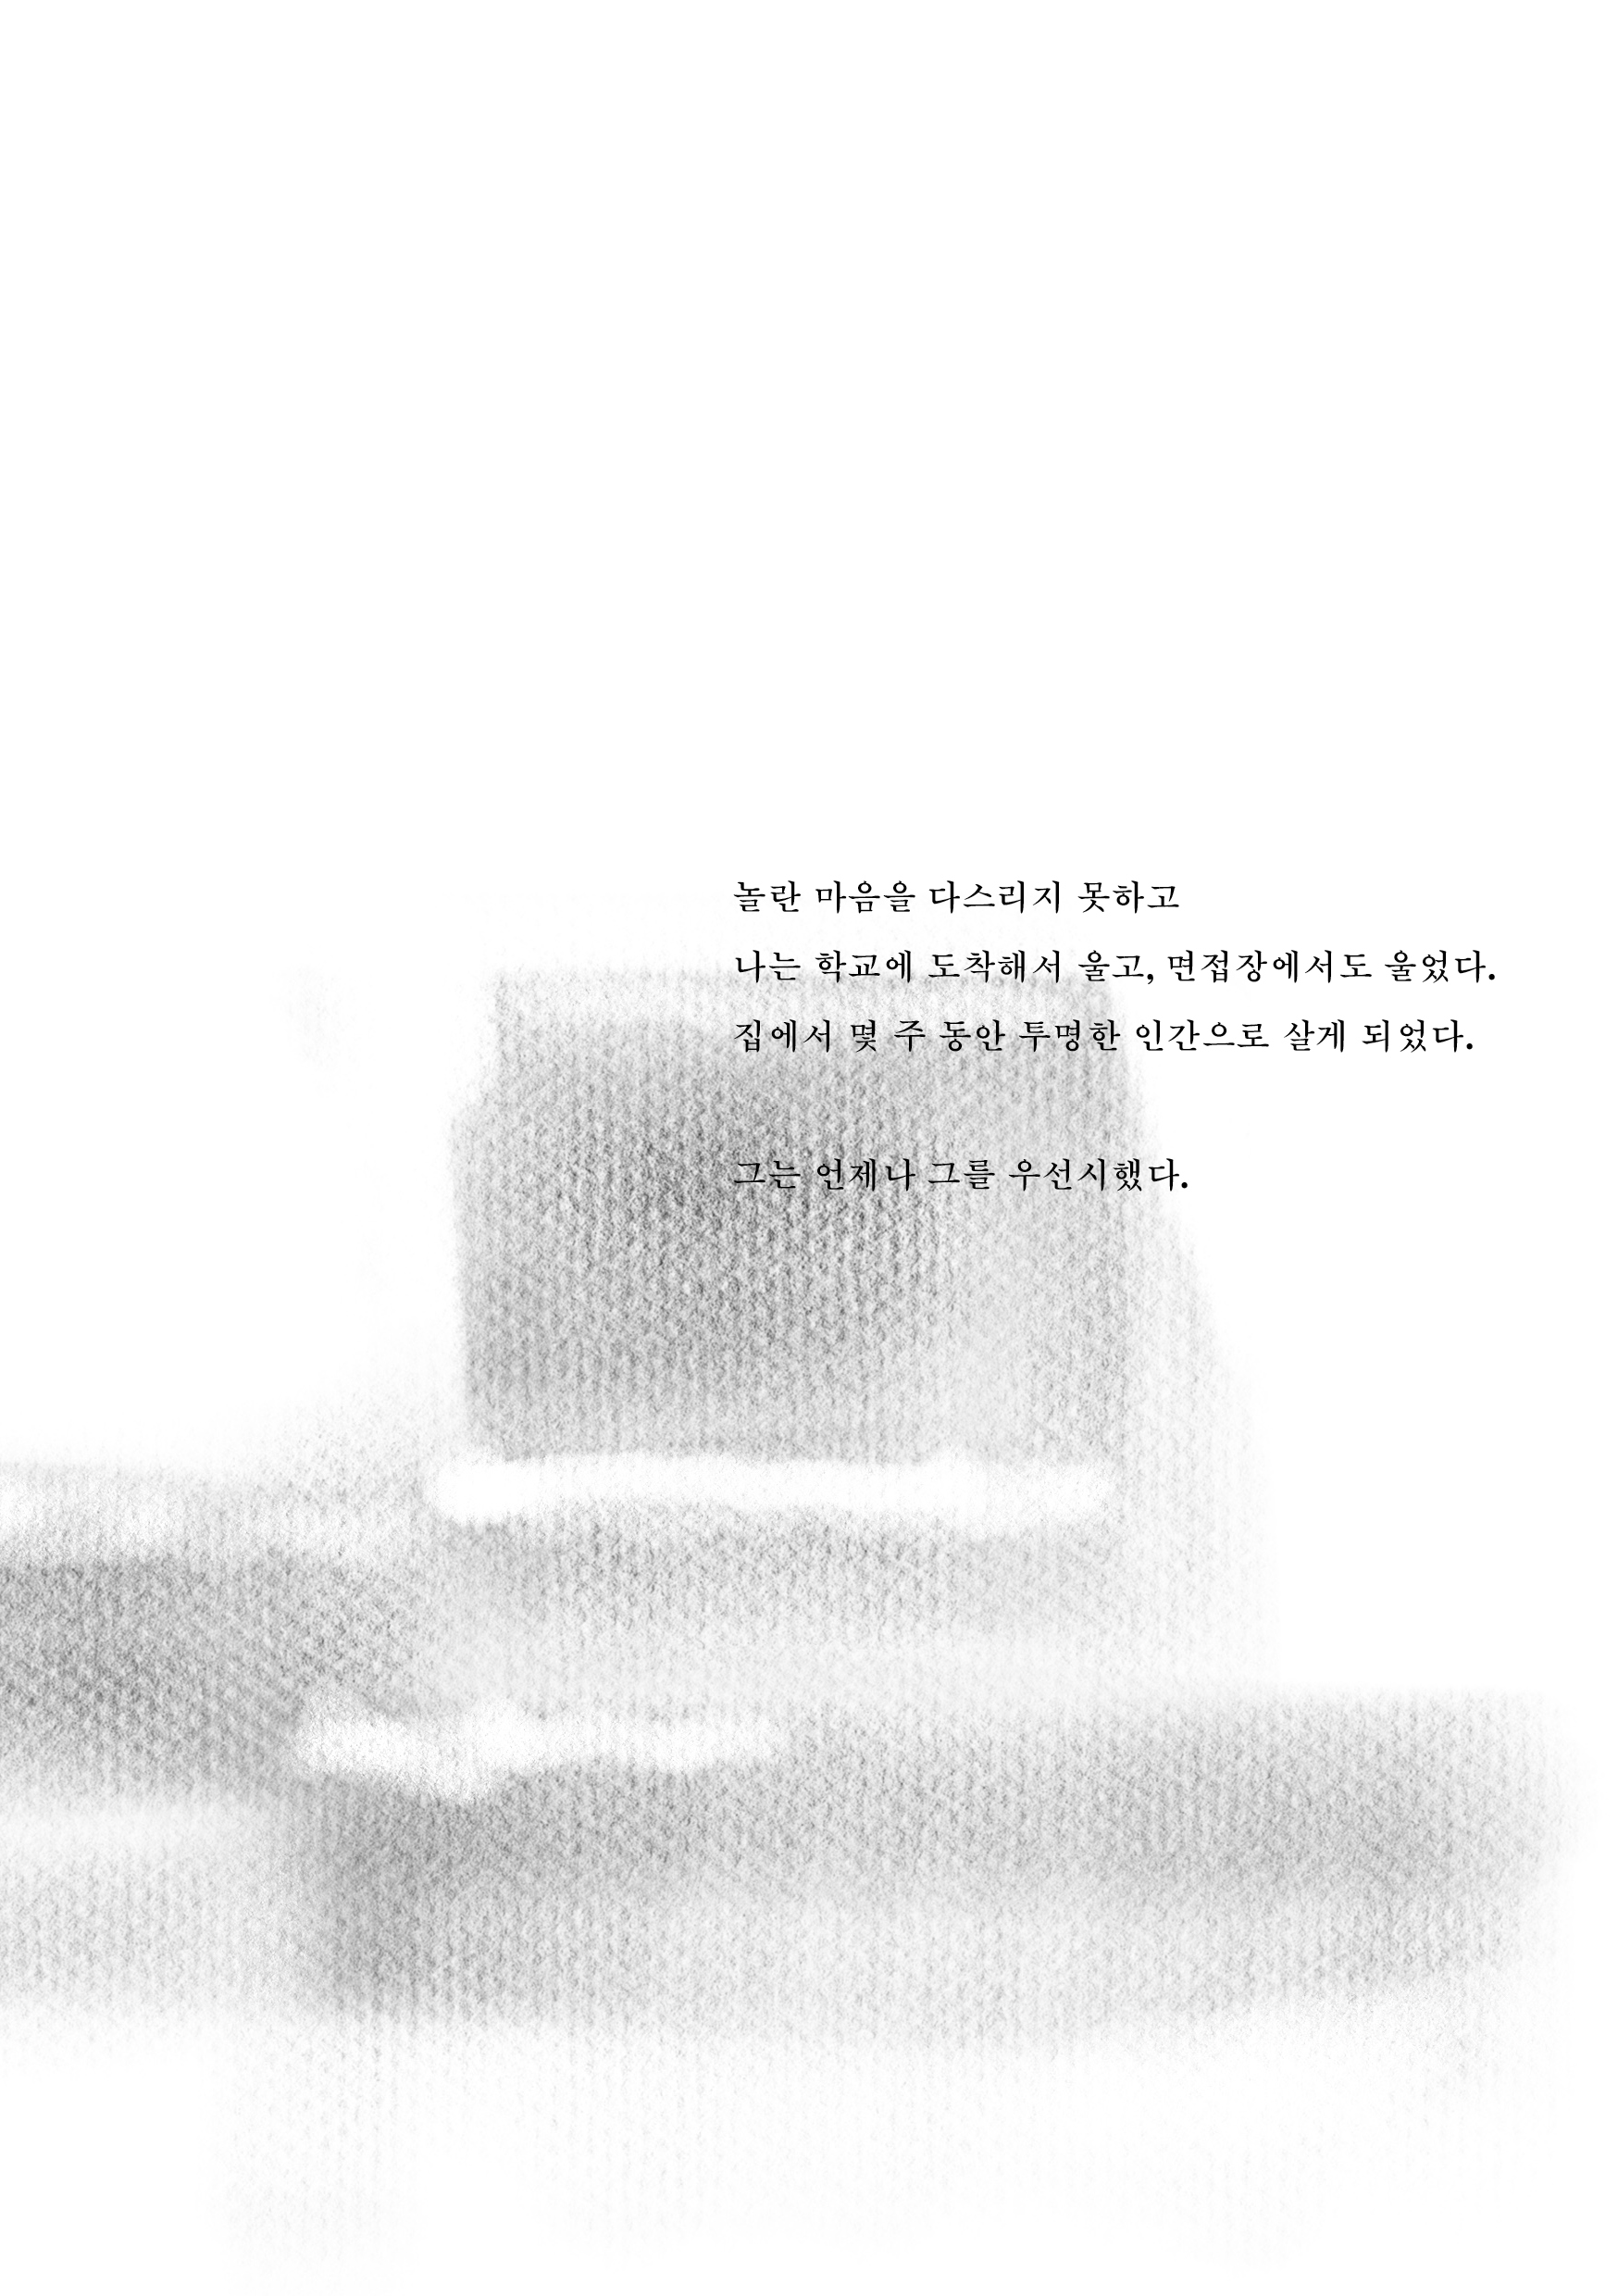 놀란 마음을 다스리지 못하고
나는 학교에 도착해서 울고, 면접장에서도 울었다.
집에서 몇 주 동안 투명한 인간으로 살게 되었다.
그는 언제나 그를 우선시했다.